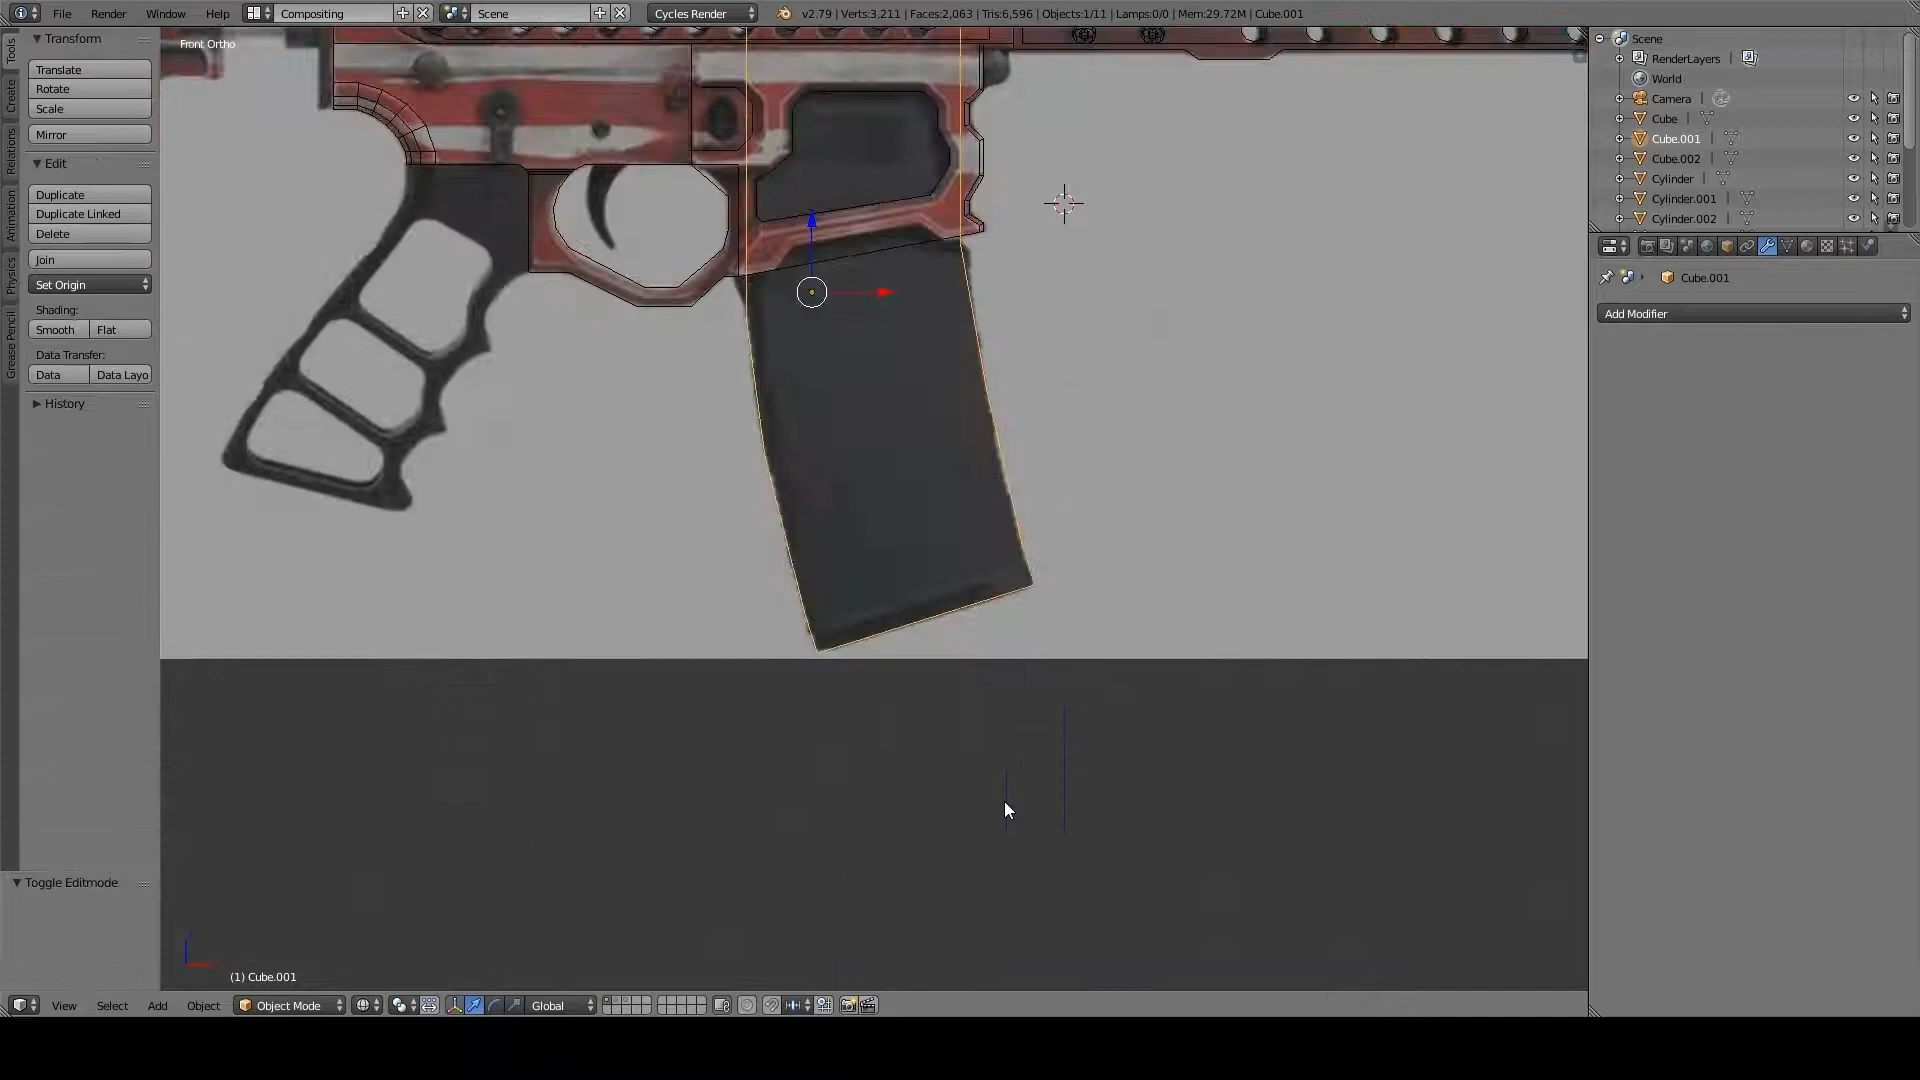 File Render Window Help Compositing Scene Cycles Render v2.79 | Verts:3,211 | Faces:2,063 | Tris:6,596 | Objects:1/11 | Lamps:0/0 | Mem:29.72M | Cube.001
Transform
Translate
Rotate
Scale
Mirror
Edit
Duplicate
Duplicate Linked
Delete
Join
Set Origin
Shading:
Smooth Flat
Data Transfer:
Data Data Layo
History
Toggle Editmode
Tools
Create
Relations
Animation
Physics
Grease Pencil
Front Ortho
(1) Cube.001
Scene
RenderLayers
World
Camera
Cube
Cube.001
Cube.002
Cylinder
Cylinder.001
Cylinder.002
Cube.001
Add Modifier
View Select Add Object Object Mode Global